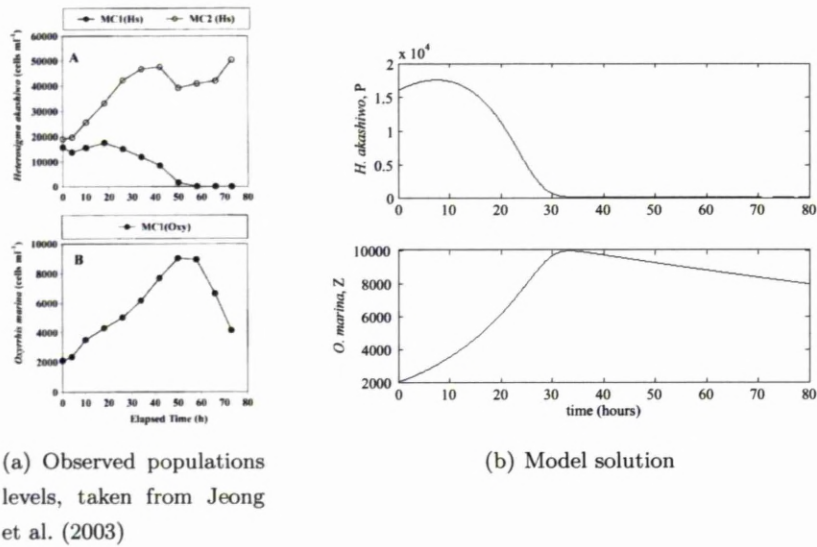 MC1(Hs) MC2 (Hs)
A
Heterosigma akashiwo (cells ml⁻¹)
60000
50000
40000
30000
20000
10000
0
0 10 20 30 40 50 60 70 80
MC1(Oxy)
B
Oxyrrhis marina (cells ml⁻¹)
10000
8000
6000
4000
2000
0
0 10 20 30 40 50 60 70 80
Elapsed Time (h)
(a) Observed populations
levels, taken from Jeong
et al. (2003)
2 x 10⁴
H. akashiwo, P
1.5
1
0.5
0
0 10 20 30 40 50 60 70 80
O. marina, Z
10000
8000
6000
4000
2000
0 10 20 30 40 50 60 70 80
time (hours)
(b) Model solution